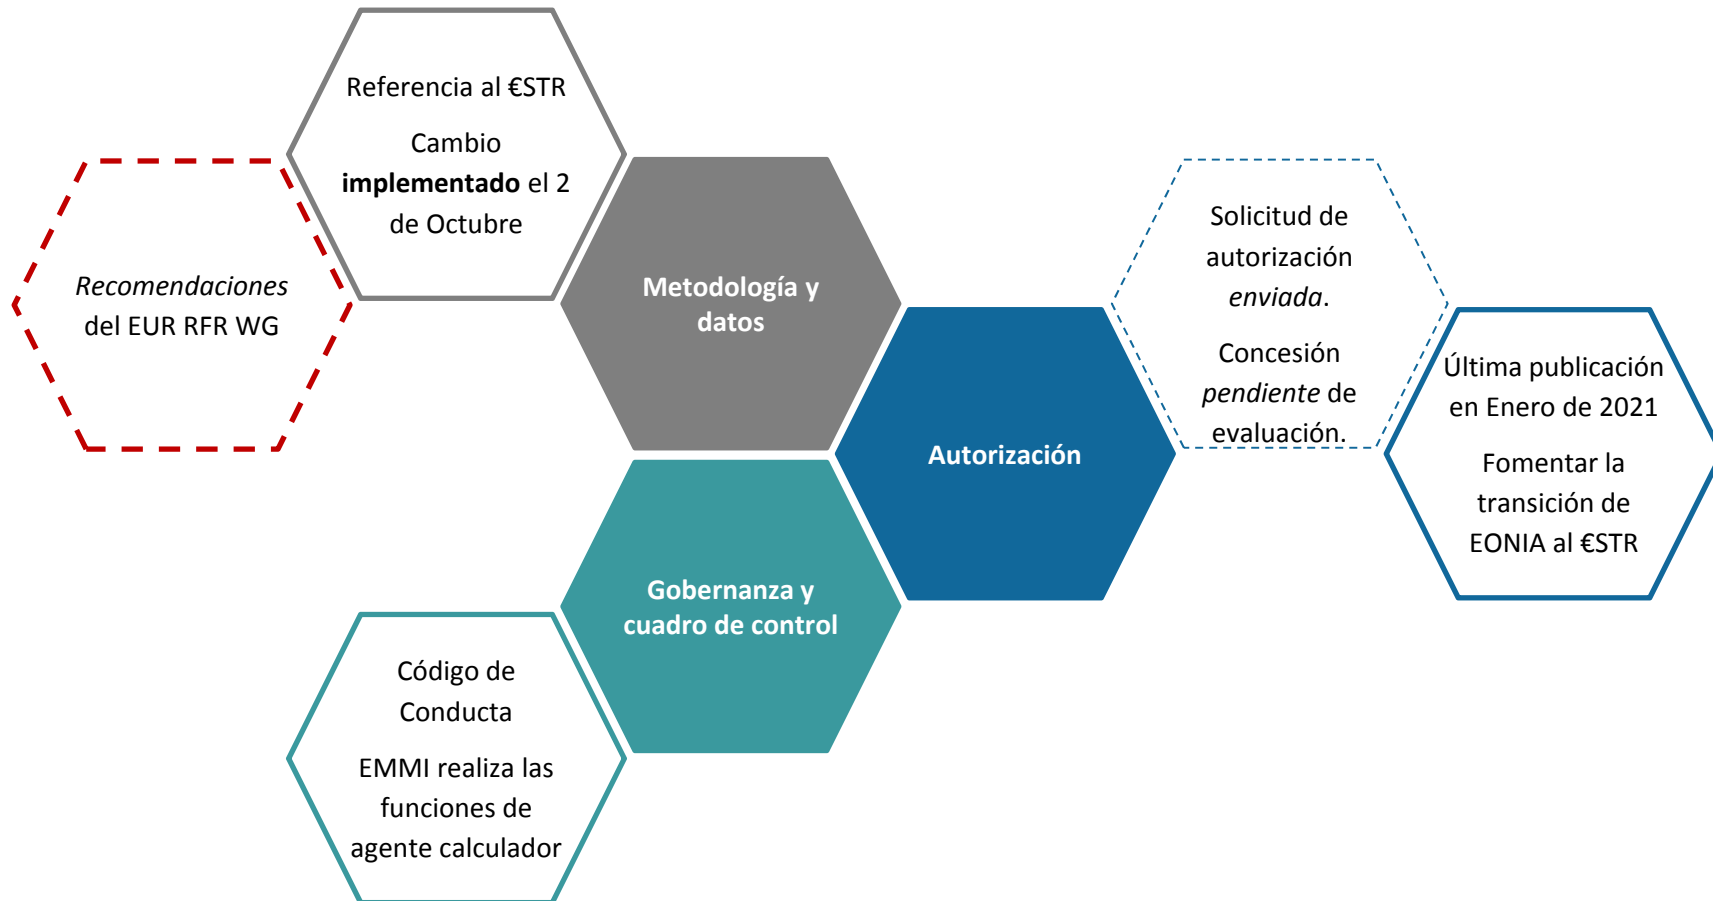 Referencia al €STR
Cambio
implementado el 2
de Octubre
Recomendaciones
del EUR RFR WG
Metodología y
datos
Solicitud de
autorización
enviada.
Concesión
pendiente de
evaluación.
Autorización
Última publicación
en Enero de 2021
Fomentar la
transición de
EONIA al €STR
Gobernanza y
cuadro de control
Código de
Conducta
EMMI realiza las
funciones de
agente calculador